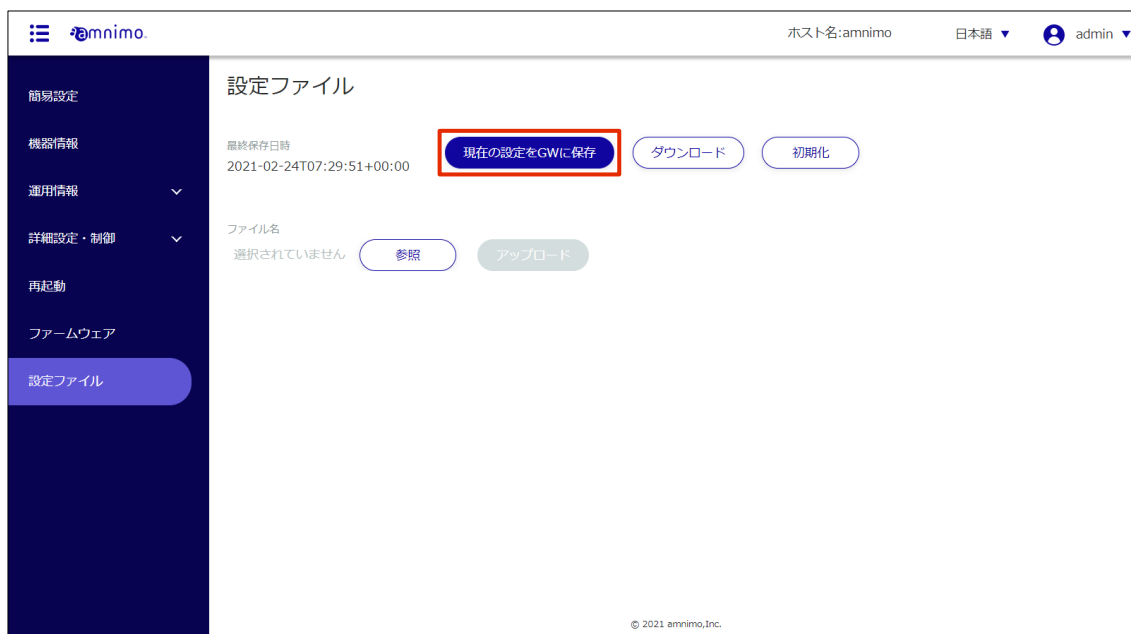 amnimo.
ホスト名:amnimo
日本語 ▼
admin ▼
簡易設定
機器情報
運用情報
詳細設定・制御
再起動
ファームウェア
設定ファイル
設定ファイル
最終保存日時
2021-02-24T07:29:51+00:00
現在の設定をGWに保存
ダウンロード
初期化
ファイル名
選択されていません
参照
アップロード
© 2021 amnimo,Inc.